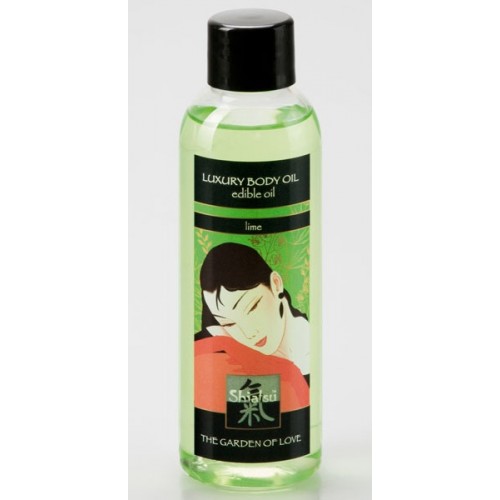 LUXURY BODY OIL
edible oil
lime
Shiatsu
氣
THE GARDEN OF LOVE